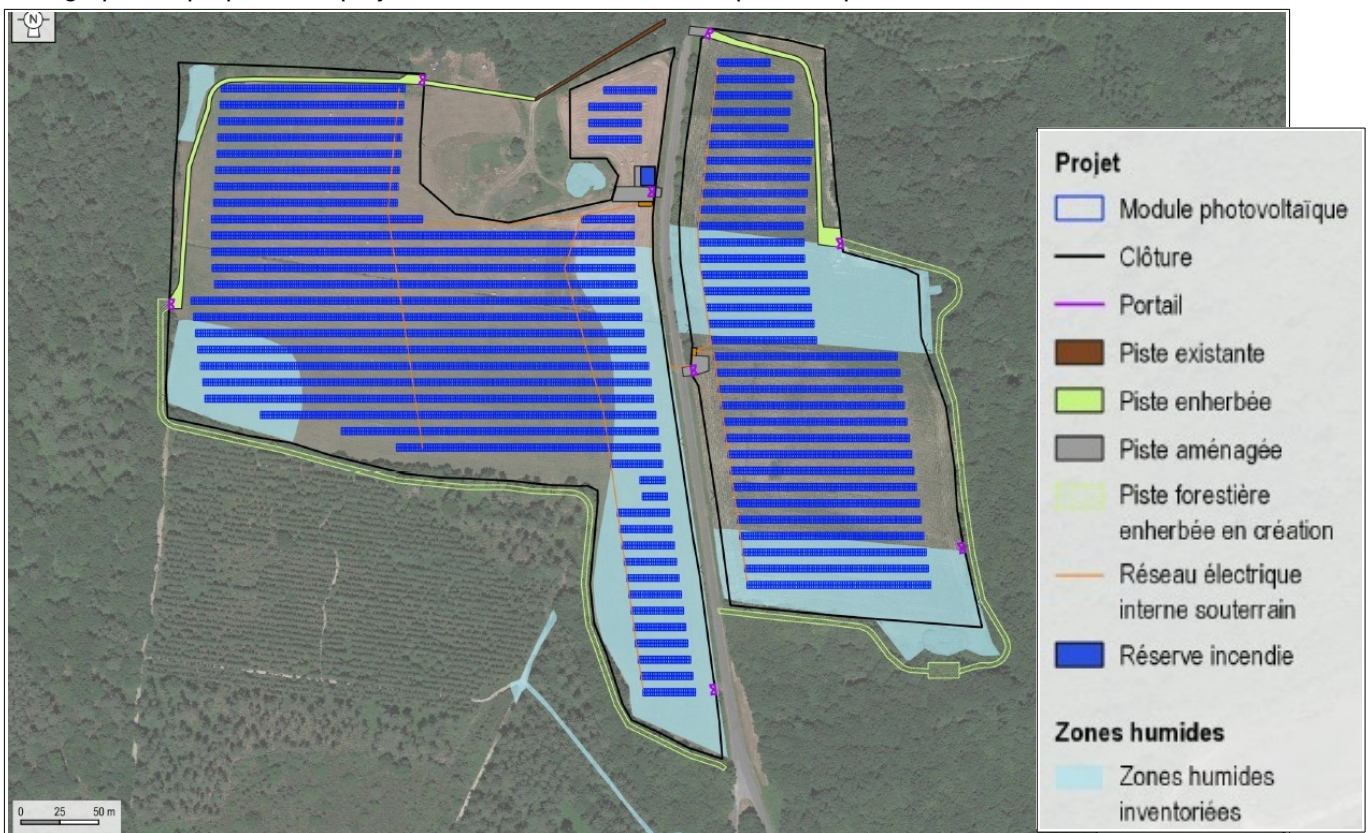 N
Projet
Module photovoltaïque
Clôture
Portail
Piste existante
Piste enherbée
Piste aménagée
Piste forestière
enherbée en création
Réseau électrique
interne souterrain
Réserve incendie
Zones humides
Zones humides
inventoriées
0 25 50 m